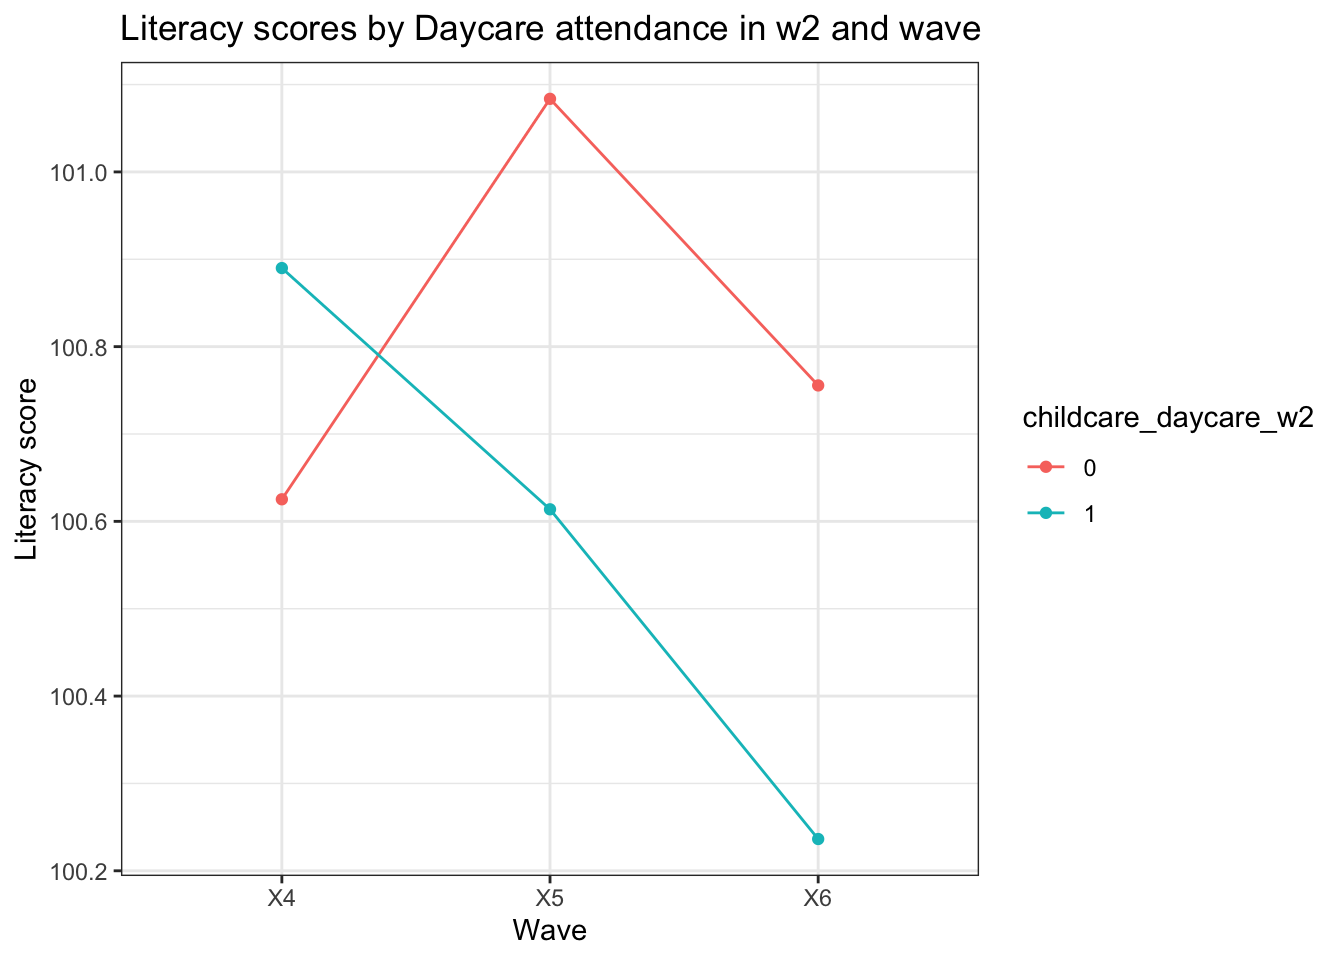 Literacy scores by Daycare attendance in w2 and wave
101.0
100.8
100.6
100.4
100.2
Literacy score
X4 X5 X6
Wave
childcare_daycare_w2
0
1